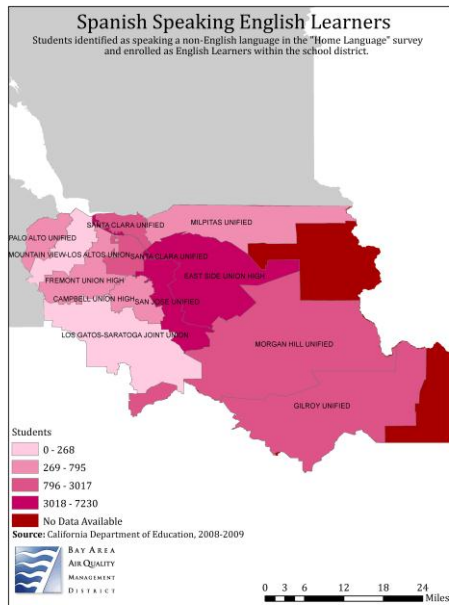 Spanish Speaking English Learners
Students identified as speaking a non-English language in the "Home Language" survey
and enrolled as English Learners within the school district.
SANTA CLARA UNIFIED
MILPITAS UNIFIED
PALO ALTO UNIFIED
MOUNTAIN VIEW-LOS ALTOS UNION
SANTA CLARA UNIFIED
EAST SIDE UNION HIGH
FREMONT UNION HIGH
CAMPBELL UNION HIGH
SAN JOSE UNIFIED
LOS GATOS-SARATOGA JOINT UNION
MORGAN HILL UNIFIED
GILROY UNIFIED
Students
0 - 268
269 - 795
796 - 3017
3018 - 7230
No Data Available
Source: California Department of Education, 2008-2009
BAY AREA
AIR QUALITY
MANAGEMENT
DISTRICT
0 3 6 12 18 24
Miles